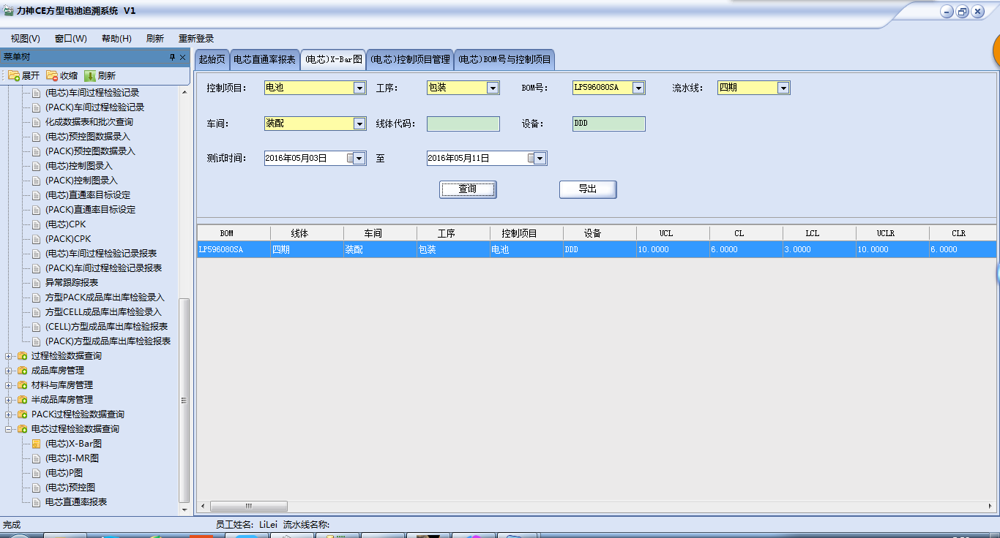 力神CE方型电池追溯系统 V1
视图(V) 窗口(W) 帮助(H) 刷新 重新登录
菜单树
展开 收缩 刷新
(电芯)车间过程检验记录
(PACK)车间过程检验记录
化成数据表和批次查询
(电芯)预控图数据录入
(PACK)预控图数据录入
(电芯)控制图录入
(PACK)控制图录入
(电芯)直通率目标设定
(PACK)直通率目标设定
(电芯)CPK
(PACK)CPK
(电芯)车间过程检验记录报表
(PACK)车间过程检验记录报表
异常跟踪报表
方型PACK成品库出库检验录入
方型CELL成品库出库检验录入
(CELL)方型成品库出库检验报表
(PACK)方型成品库出库检验报表
过程检验数据查询
成品库房管理
材料与库房管理
半成品库房管理
PACK过程检验数据查询
电芯过程检验数据查询
(电芯)X-Bar图
(电芯)I-MR图
(电芯)P图
(电芯)预控图
电芯直通率报表
起始页 电芯直通率报表 (电芯)X-Bar图 (电芯)控制项目管理 (电芯)BOM号与控制项目
控制项目: 电池 工序: 包装 BOM号: LP596080SA 流水线: 四期
车间: 装配 线体代码: 设备: DDD
测试时间: 2016年05月03日 至 2016年05月11日
查询 导出
BOM 线体 车间 工序 控制项目 设备 UCL CL LCL UCLR CLR
LP596080SA 四期 装配 包装 电池 DDD 10.0000 6.0000 3.0000 10.0000 6.0000
完成 员工姓名: LiLei 流水线名称: